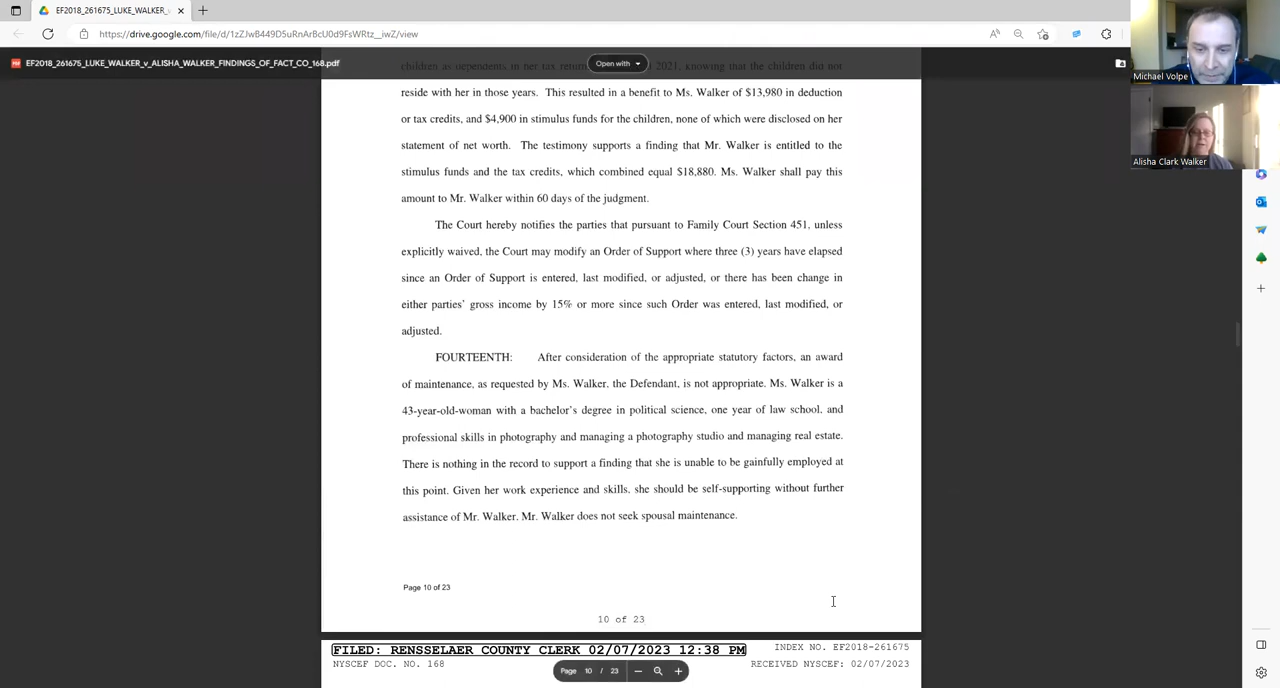 EF2018_261675_LUKE_WALKER_
https://drive.google.com/file/d/1zZJwB449D5uRnArBcU0d9FsWRtz__iwZ/view
EF2018_261675_LUKE_WALKER_v_ALISHA_WALKER_FINDINGS_OF_FACT_CO_168.pdf
Open with
Michael Volpe
Alisha Clark Walker
children as dependents in her tax 2021, knowing that the children did not
reside with her in those years. This resulted in a benefit to Ms. Walker of $13,980 in deduction
or tax credits, and $4,900 in stimulus funds for the children, none of which were disclosed on her
statement of net worth. The testimony supports a finding that Mr. Walker is entitled to the
stimulus funds and the tax credits, which combined equal $18,880. Ms. Walker shall pay this
amount to Mr. Walker within 60 days of the judgment.
The Court hereby notifies the parties that pursuant to Family Court Section 451, unless
explicitly waived, the Court may modify an Order of Support where three (3) years have elapsed
since an Order of Support is entered, last modified, or adjusted, or there has been change in
either parties' gross income by 15% or more since such Order was entered, last modified, or
adjusted.
FOURTEENTH: After consideration of the appropriate statutory factors, an award
of maintenance, as requested by Ms. Walker, the Defendant, is not appropriate. Ms. Walker is a
43-year-old-woman with a bachelor's degree in political science, one year of law school, and
professional skills in photography and managing a photography studio and managing real estate.
There is nothing in the record to support a finding that she is unable to be gainfully employed at
this point. Given her work experience and skills, she should be self-supporting without further
assistance of Mr. Walker. Mr. Walker does not seek spousal maintenance.
Page 10 of 23
10 of 23
FILED: RENSSELAER COUNTY CLERK 02/07/2023 12:38 PM
INDEX NO. EF2018-261675
NYSCEF DOC. NO. 168
RECEIVED NYSCEF: 02/07/2023
Page 10 / 23